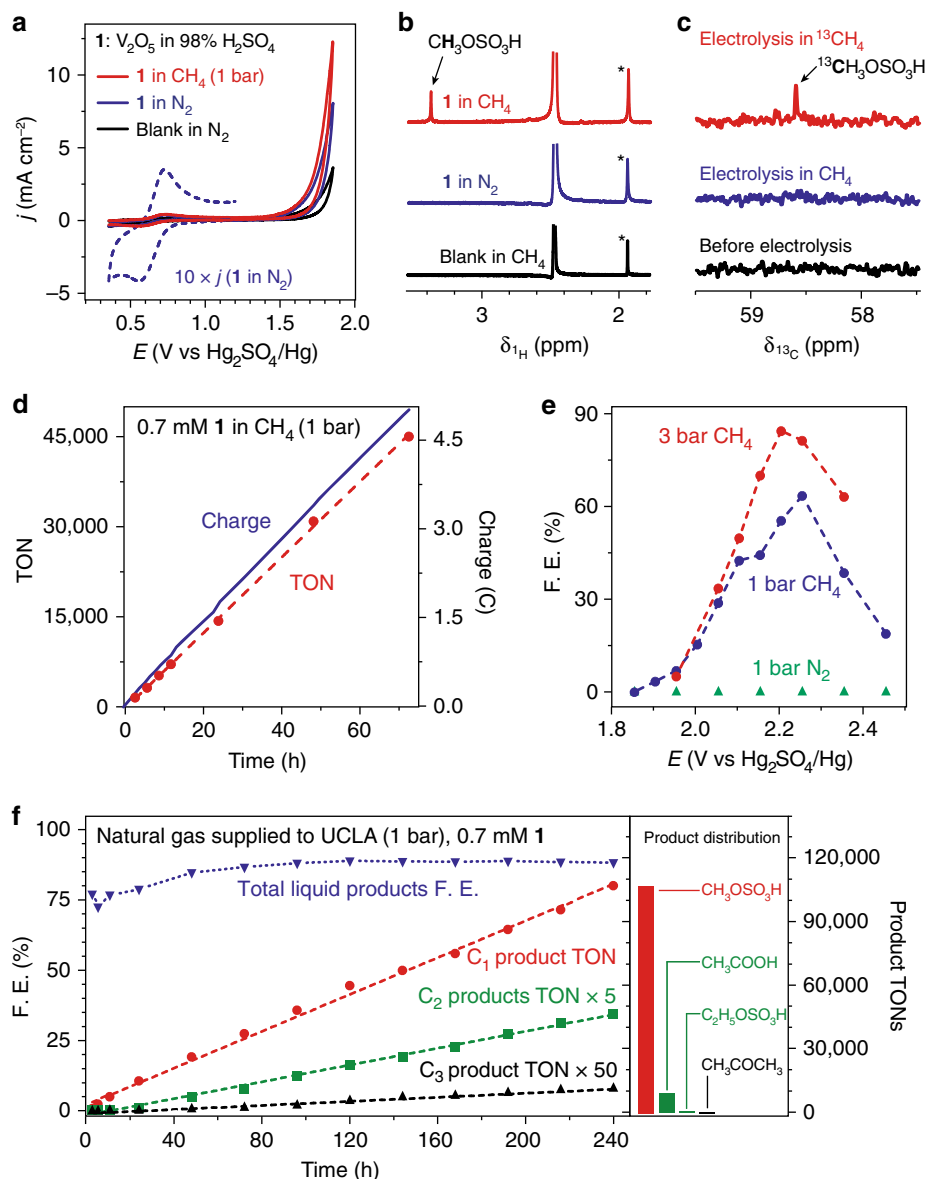 a
1: V2O5 in 98% H2SO4
1 in CH4 (1 bar)
1 in N2
Blank in N2
10 × j (1 in N2)
10
5
0
−5
j (mA cm−2)
0.5 1.0 1.5 2.0
E (V vs Hg2SO4/Hg)
b
CH3OSO3H
1 in CH4
*
1 in N2
*
Blank in CH4
*
3 2
δ1H (ppm)
c
Electrolysis in 13CH4
13CH3OSO3H
Electrolysis in CH4
Before electrolysis
59 58
δ13C (ppm)
d
0.7 mM 1 in CH4 (1 bar)
Charge
TON
45,000
30,000
15,000
0
TON
4.5
3.0
1.5
0.0
Charge (C)
0 20 40 60
Time (h)
e
3 bar CH4
1 bar CH4
1 bar N2
90
60
30
0
F. E. (%)
1.8 2.0 2.2 2.4
E (V vs Hg2SO4/Hg)
f
Natural gas supplied to UCLA (1 bar), 0.7 mM 1
Total liquid products F. E.
C1 product TON
C2 products TON × 5
C3 product TON × 50
100
75
50
25
0
F. E. (%)
0 40 80 120 160 200 240
Time (h)
Product distribution
CH3OSO3H
CH3COOH
C2H5OSO3H
CH3COCH3
120,000
90,000
60,000
30,000
0
Product TONs